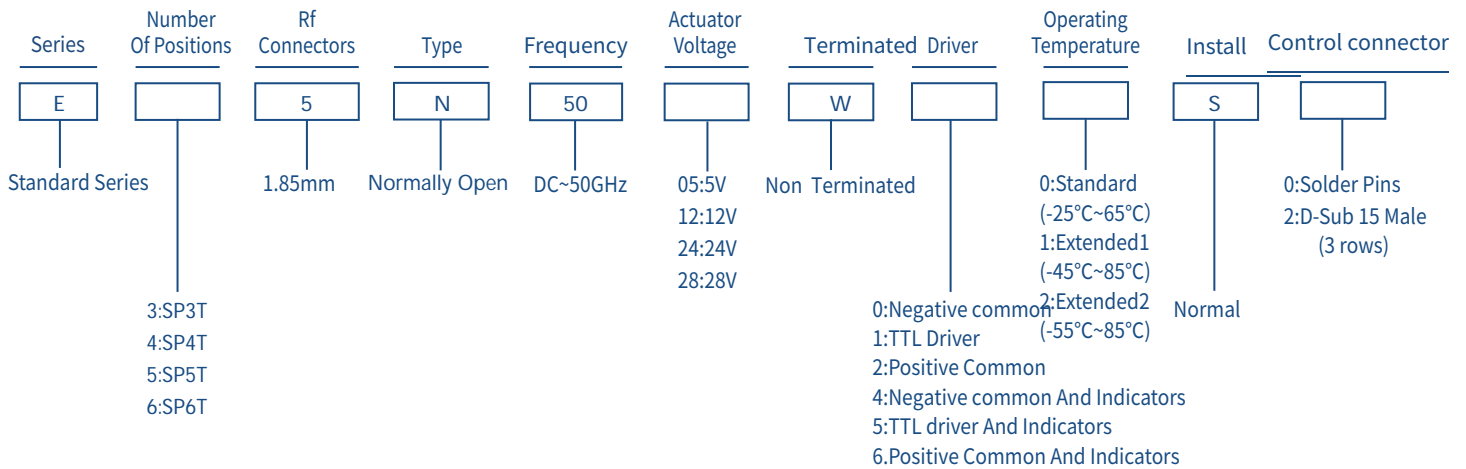 Series
Number
Of Positions
Rf
Connectors
Type
Frequency
Actuator
Voltage
Terminated
Driver
Operating
Temperature
Install
Control connector
E
5
N
50
W
S
Standard Series
1.85mm
Normally Open
DC~50GHz
05:5V
12:12V
24:24V
28:28V
Non Terminated
0:Standard
(-25°C~65°C)
1:Extended1
(-45°C~85°C)
2:Extended2
(-55°C~85°C)
0:Solder Pins
2:D-Sub 15 Male
(3 rows)
3:SP3T
4:SP4T
5:SP5T
6:SP6T
0:Negative common
1:TTL Driver
2:Positive Common
4:Negative common And Indicators
5:TTL driver And Indicators
6.Positive Common And Indicators
Normal